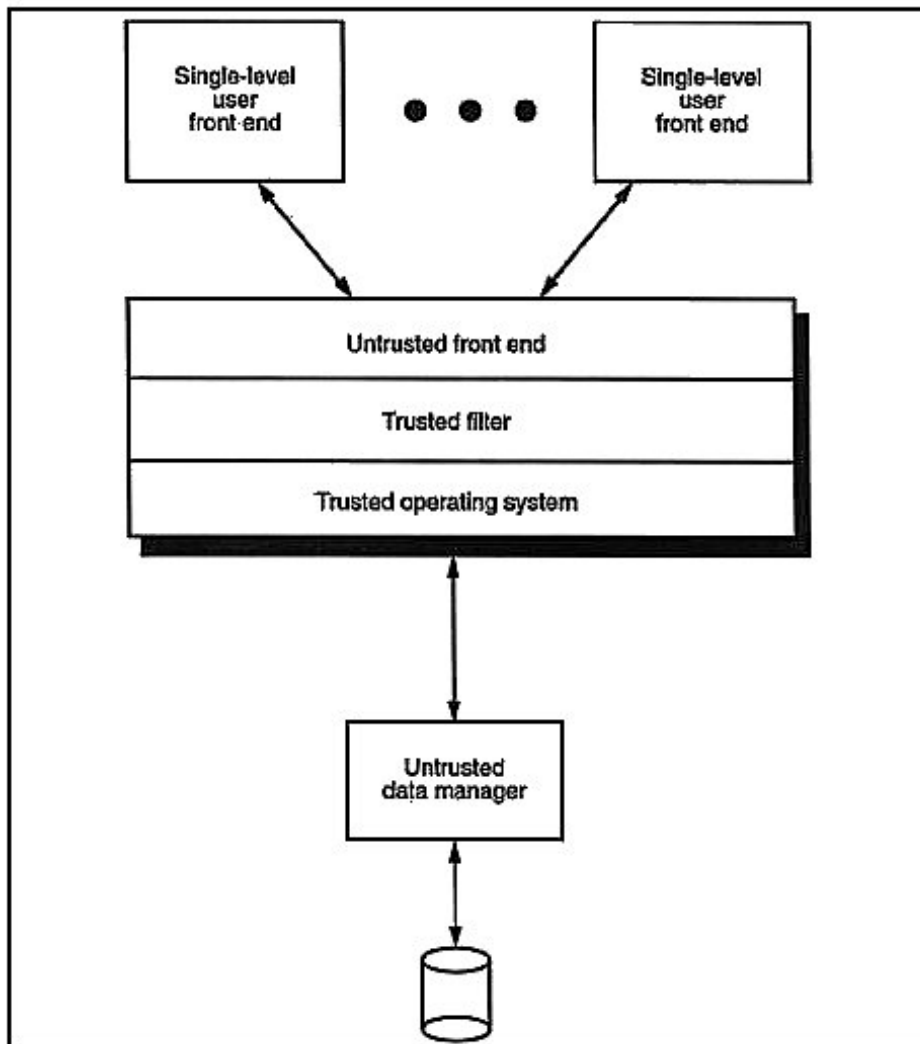 Single-level
user
front end
Single-level
user
front end
Untrusted front end
Trusted filter
Trusted operating system
Untrusted
data manager